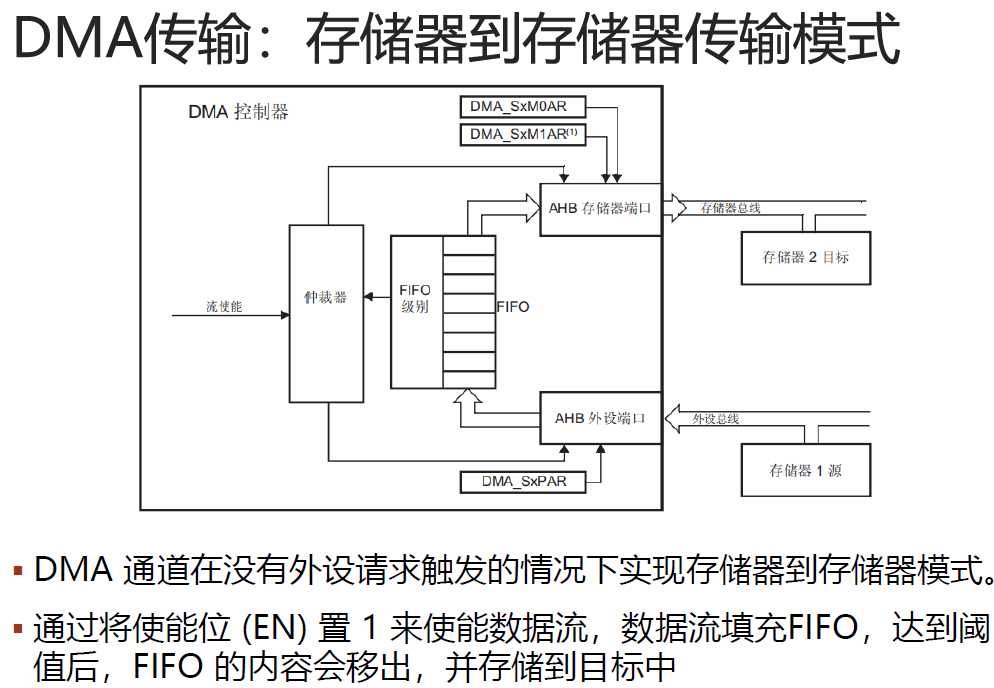 DMA传输：存储器到存储器传输模式
DMA 控制器
DMA_SxM0AR
DMA_SxM1AR(1)
AHB 存储器端口
存储器总线
存储器 2 目标
仲裁器
FIFO
级别
FIFO
流使能
AHB 外设端口
外设总线
存储器 1 源
DMA_SxPAR
▪ DMA 通道在没有外设请求触发的情况下实现存储器到存储器模式。
▪ 通过将使能位 (EN) 置 1 来使能数据流，数据流填充FIFO，达到阈
值后，FIFO 的内容会移出，并存储到目标中